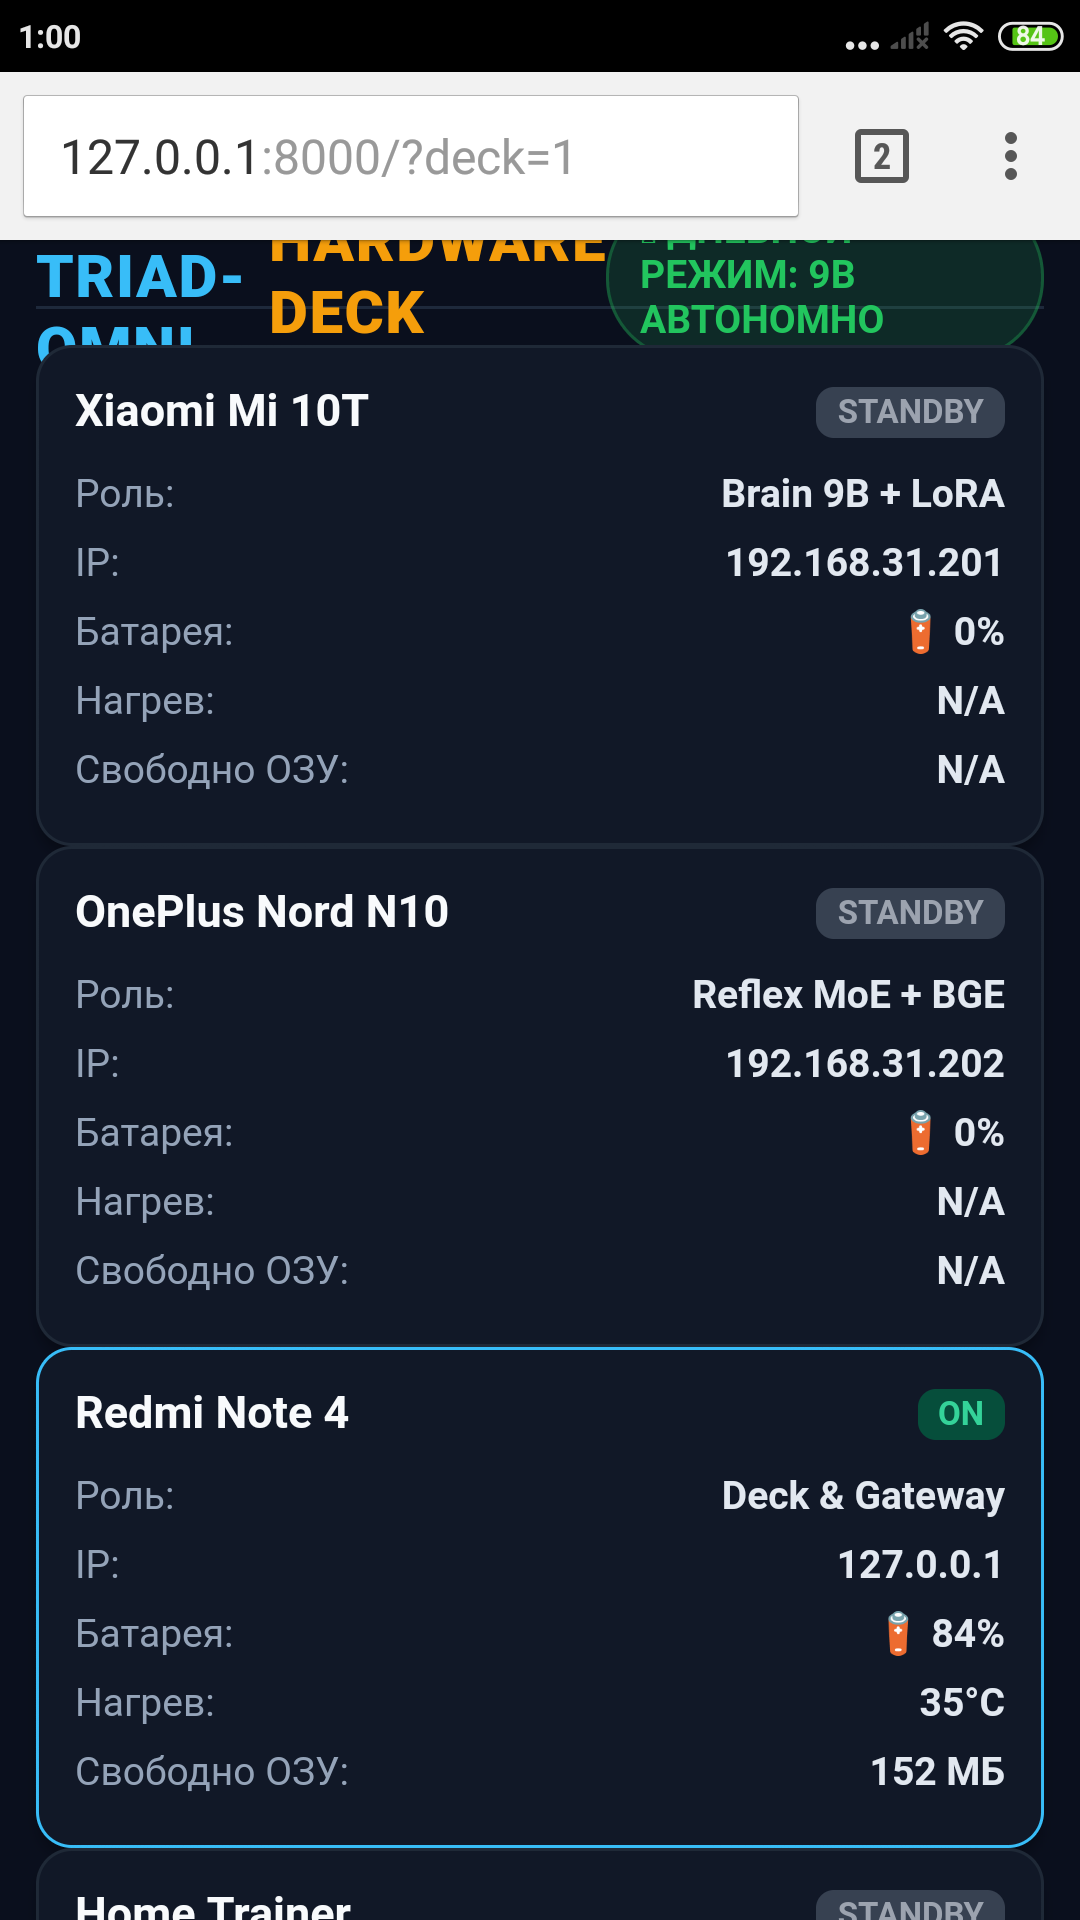 1:00
84
127.0.0.1:8000/?deck=1
2
TRIAD-
OMNI
HARDWARE
DECK
ДНЕВНОЙ
РЕЖИМ: 9B
АВТОНОМНО
Xiaomi Mi 10T
STANDBY
Роль: Brain 9B + LoRA
IP: 192.168.31.201
Батарея: 0%
Нагрев: N/A
Свободно ОЗУ: N/A
OnePlus Nord N10
STANDBY
Роль: Reflex MoE + BGE
IP: 192.168.31.202
Батарея: 0%
Нагрев: N/A
Свободно ОЗУ: N/A
Redmi Note 4
ON
Роль: Deck & Gateway
IP: 127.0.0.1
Батарея: 84%
Нагрев: 35°C
Свободно ОЗУ: 152 МБ
Home Trainer
STANDBY